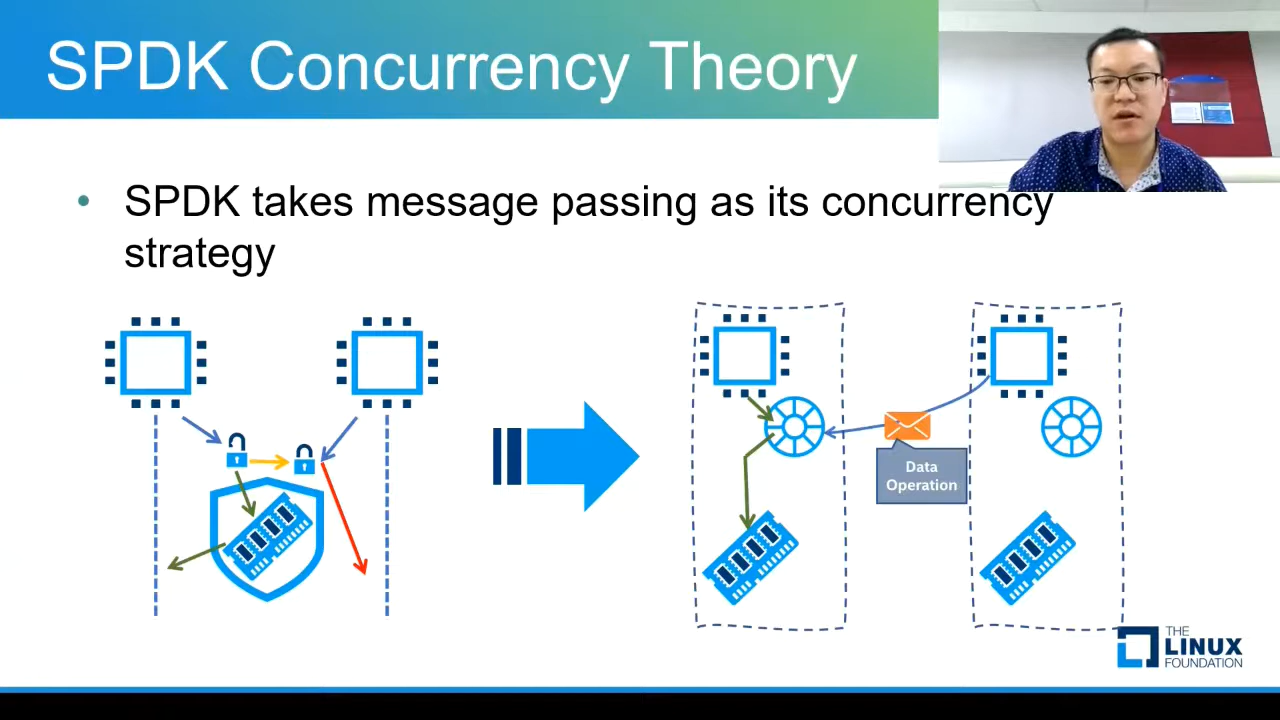 SPDK Concurrency Theory
• SPDK takes message passing as its concurrency
strategy
Data
Operation
THE
LINUX
FOUNDATION